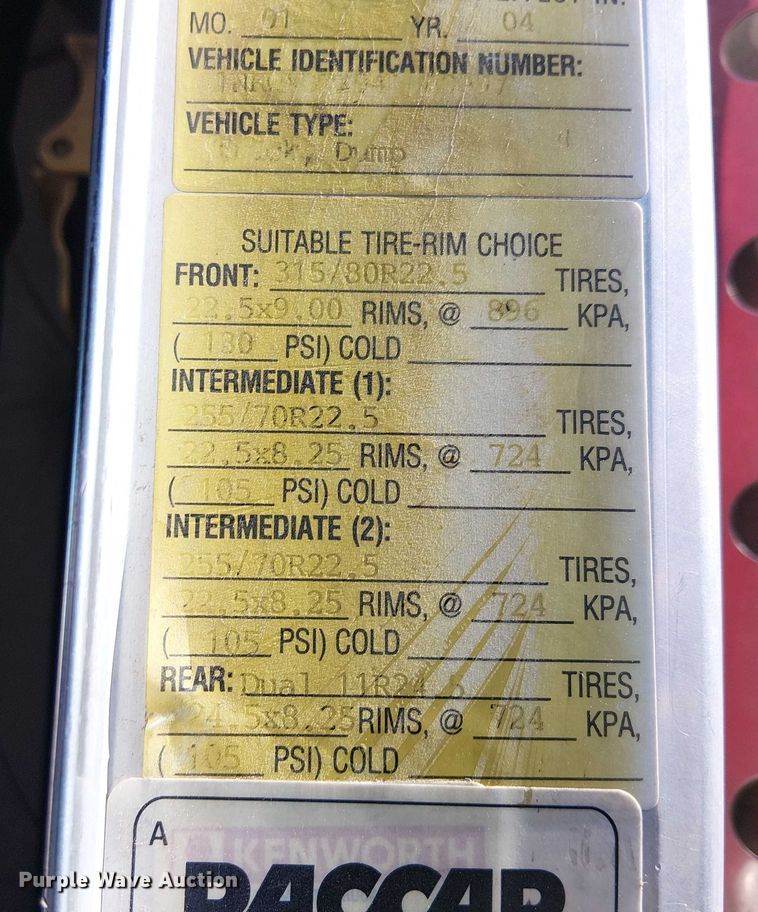 MO. 01 YR. 04
VEHICLE IDENTIFICATION NUMBER:
VEHICLE TYPE:
Dump
SUITABLE TIRE-RIM CHOICE
FRONT: 315/80R22.5 TIRES,
22.5x9.00 RIMS, @ 896 KPA,
( 130 PSI) COLD
INTERMEDIATE (1):
255/70R22.5 TIRES,
22.5x8.25 RIMS, @ 724 KPA,
( 105 PSI) COLD
INTERMEDIATE (2):
255/70R22.5 TIRES,
22.5x8.25 RIMS, @ 724 KPA,
( 105 PSI) COLD
REAR: Dual 11R24.5 TIRES,
24.5x8.25 RIMS, @ 724 KPA,
( 105 PSI) COLD
A
KENWORTH
PACCAR
Purple Wave Auction